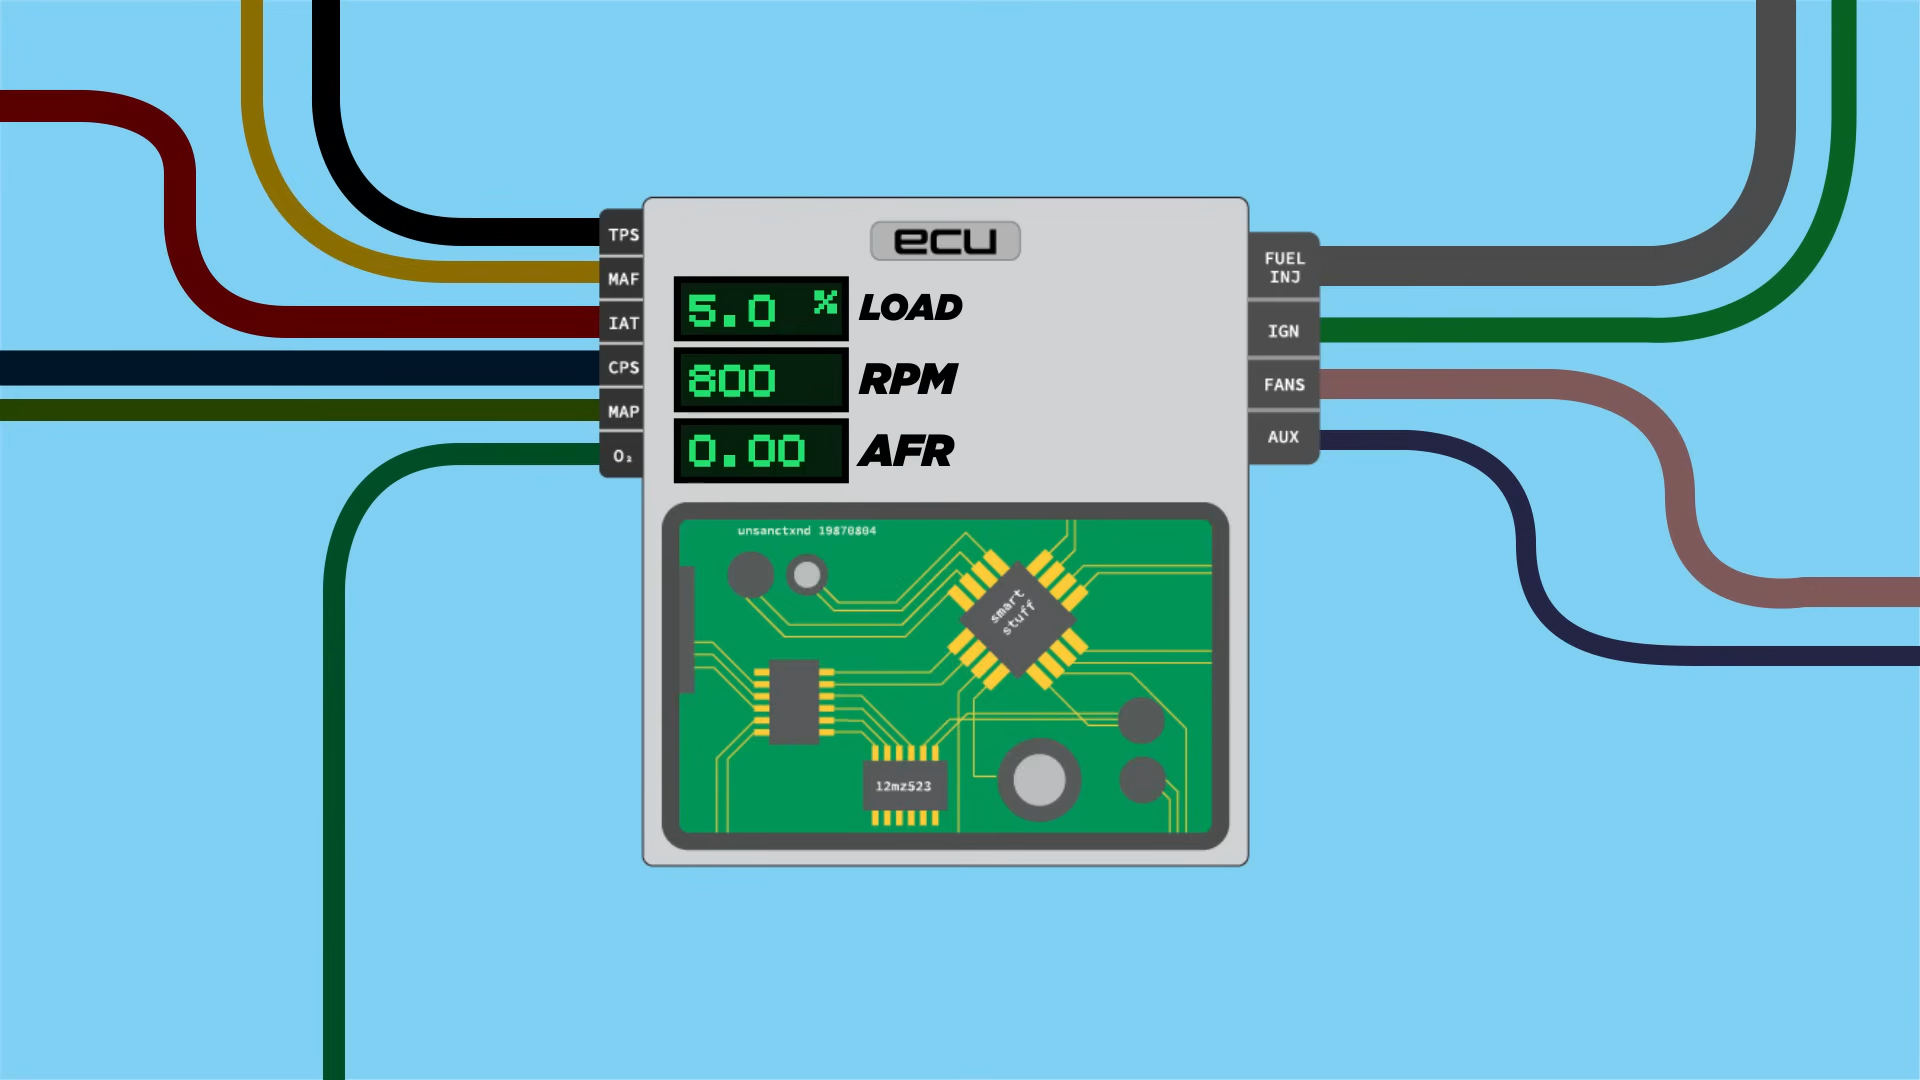 ecu
TPS
MAF
IAT
CPS
MAP
O₂
5.0 % LOAD
800 RPM
0.00 AFR
FUEL
INJ
IGN
FANS
AUX
unsanctxnd 19870804
smart
stuff
12mz523